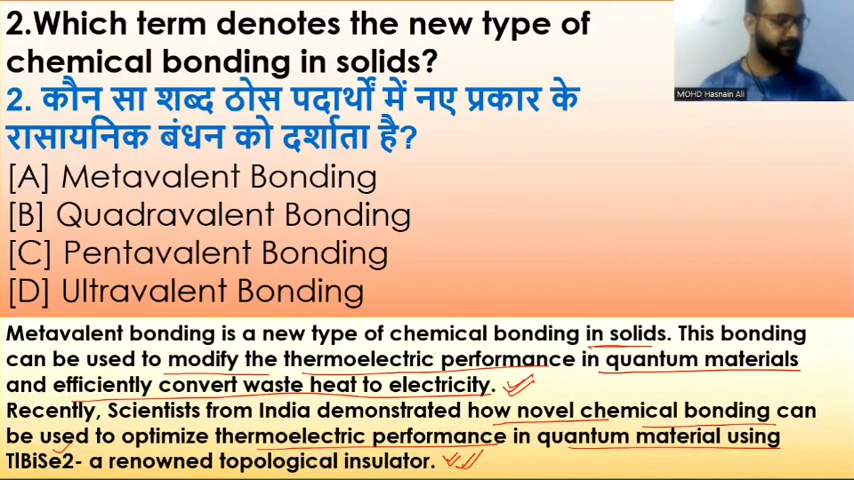 2.Which term denotes the new type of
chemical bonding in solids?
2. कौन सा शब्द ठोस पदार्थों में नए प्रकार के
रासायनिक बंधन को दर्शाता है?
[A] Metavalent Bonding
[B] Quadravalent Bonding
[C] Pentavalent Bonding
[D] Ultravalent Bonding
MOHD Hasnain Ali
Metavalent bonding is a new type of chemical bonding in solids. This bonding
can be used to modify the thermoelectric performance in quantum materials
and efficiently convert waste heat to electricity.
Recently, Scientists from India demonstrated how novel chemical bonding can
be used to optimize thermoelectric performance in quantum material using
TlBiSe2- a renowned topological insulator.